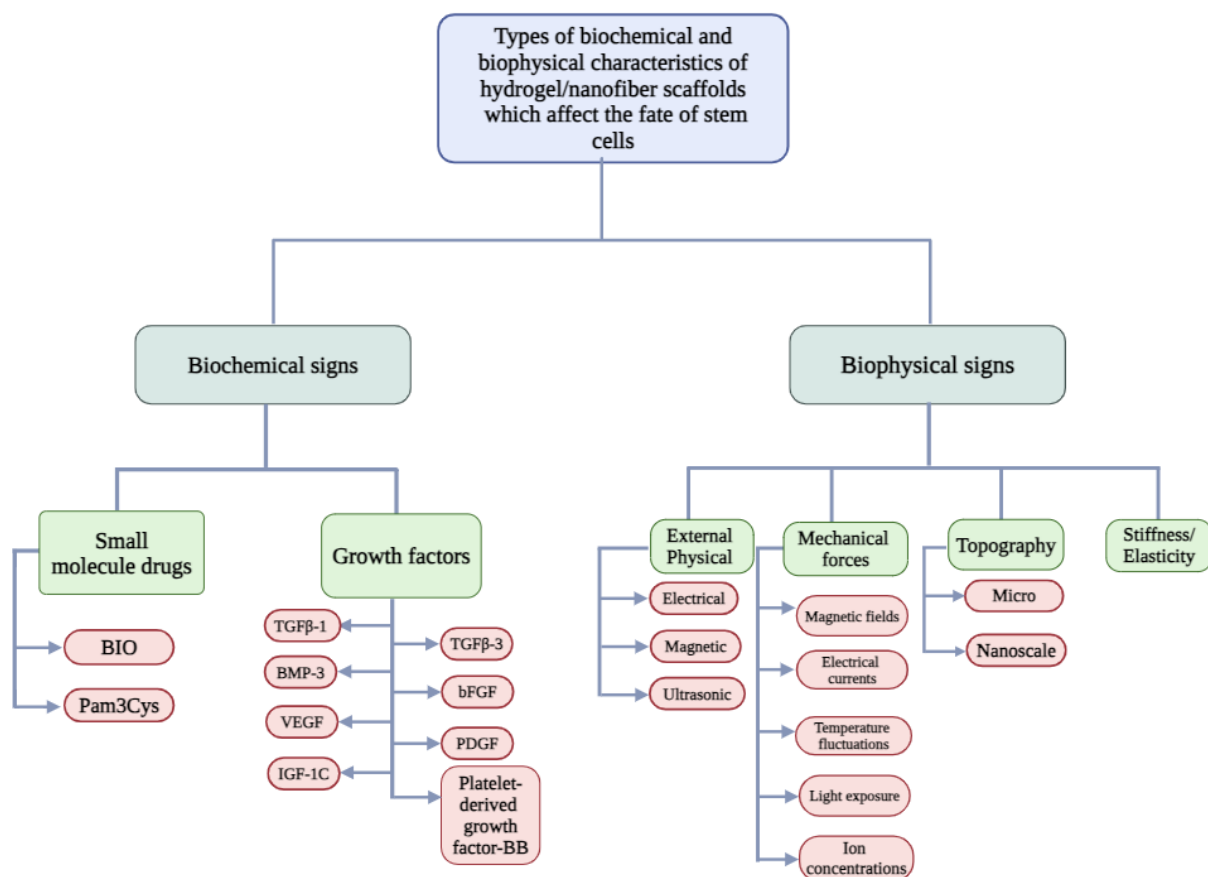 Types of biochemical and
biophysical characteristics of
hydrogel/nanofiber scaffolds
which affect the fate of stem
cells
Biochemical signs
Biophysical signs
Small
molecule drugs
BIO
Pam3Cys
Growth factors
TGFβ-1
TGFβ-3
BMP-3
bFGF
VEGF
PDGF
IGF-1C
Platelet-
derived
growth
factor-BB
External
Physical
Electrical
Magnetic
Ultrasonic
Mechanical
forces
Magnetic fields
Electrical
currents
Temperature
fluctuations
Light exposure
Ion
concentrations
Topography
Micro
Nanoscale
Stiffness/
Elasticity